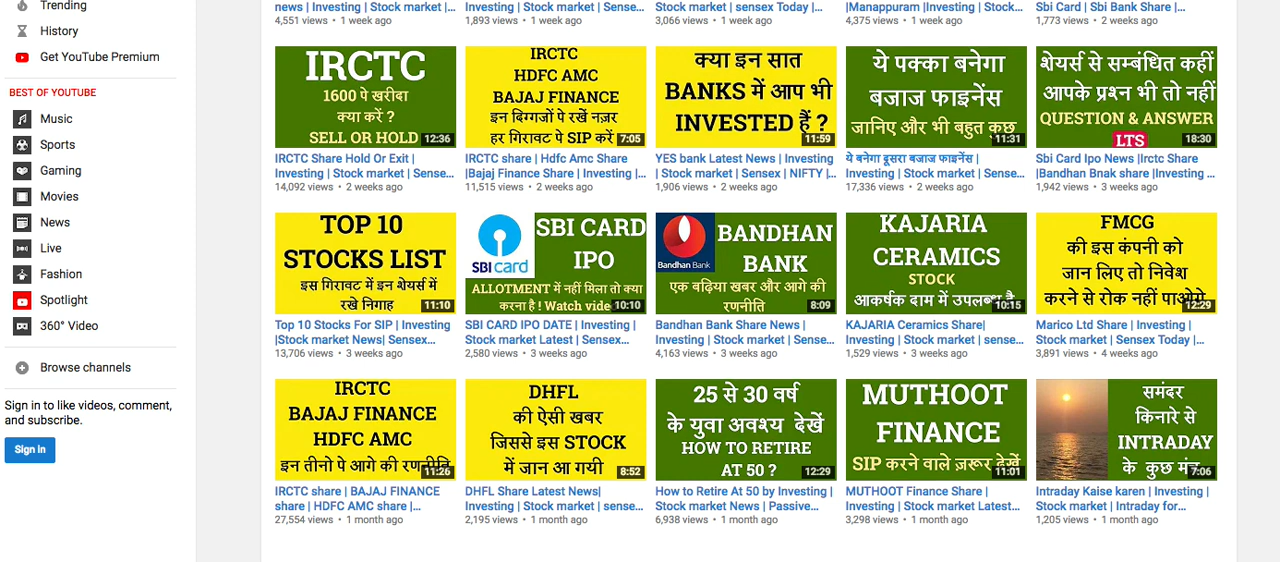 Trending
History
Get YouTube Premium
BEST OF YOUTUBE
Music
Sports
Gaming
Movies
News
Live
Fashion
Spotlight
360° Video
Browse channels
Sign in to like videos, comment,
and subscribe.
Sign in
news | Investing | Stock market |...
4,551 views • 1 week ago
Investing | Stock market | Sense...
1,893 views • 1 week ago
Stock market | sensex Today |...
3,066 views • 1 week ago
|Manappuram |Investing | Stock...
4,375 views • 1 week ago
Sbi Card | Sbi Bank Share |...
1,773 views • 2 weeks ago
IRCTC
1600 पे खरीदा
क्या करें ?
SELL OR HOLD
12:36
IRCTC Share Hold Or Exit |
Investing | Stock market | Sense...
14,092 views • 2 weeks ago
IRCTC
HDFC AMC
BAJAJ FINANCE
इन दिग्गजों पे रखें नज़र
हर गिरावट पे SIP करें
7:05
IRCTC share | Hdfc Amc Share
|Bajaj Finance Share | Investing |...
11,515 views • 2 weeks ago
क्या इन सात
BANKS में आप भी
INVESTED हैं ?
11:59
YES bank Latest News | Investing
| Stock market | Sensex | NIFTY |...
1,906 views • 2 weeks ago
ये पक्का बनेगा
बजाज फाइनेंस
जानिए और भी बहुत कुछ
11:31
ये बनेगा दूसरा बजाज फाइनेंस |
Investing | Stock market | Sense...
17,336 views • 2 weeks ago
शेयर्स से सम्बंधित कहीं
आपके प्रश्न भी तो नहीं
QUESTION & ANSWER
LTS
18:30
Sbi Card Ipo News |Irctc Share
|Bandhan Bnak share |Investing ...
1,942 views • 3 weeks ago
TOP 10
STOCKS LIST
इस गिरावट में इन शेयर्स में
रखे निगाह
11:10
Top 10 Stocks For SIP | Investing
|Stock market News| Sensex...
13,706 views • 3 weeks ago
SBI card
SBI CARD
IPO
ALLOTMENT में नहीं मिला तो क्या
करना है ! Watch video
10:10
SBI CARD IPO DATE | Investing |
Stock market Latest | Sensex...
2,580 views • 3 weeks ago
Bandhan Bank
BANDHAN
BANK
एक बढ़िया खबर और आगे की
रणनीति
8:09
Bandhan Bank Share News |
Investing | Stock market | Sense...
4,163 views • 3 weeks ago
KAJARIA
CERAMICS
STOCK
आकर्षक दाम में उपलब्ध है
10:15
KAJARIA Ceramics Share|
Investing | Stock market | sense...
1,529 views • 3 weeks ago
FMCG
की इस कंपनी को
जान लिए तो निवेश
करने से रोक नहीं पाओगे
12:29
Marico Ltd Share | Investing |
Stock market | Sensex Today |...
3,891 views • 4 weeks ago
IRCTC
BAJAJ FINANCE
HDFC AMC
इन तीनो पे आगे की रणनीति
11:26
IRCTC share | BAJAJ FINANCE
share | HDFC AMC share |...
27,554 views • 1 month ago
DHFL
की ऐसी खबर
जिससे इस STOCK
में जान आ गयी
8:52
DHFL Share Latest News|
Investing | Stock market | sense...
2,195 views • 1 month ago
25 से 30 वर्ष
के युवा अवश्य देखें
HOW TO RETIRE
AT 50 ?
12:29
How to Retire At 50 by Investing |
Stock market News | Passive...
6,938 views • 1 month ago
MUTHOOT
FINANCE
SIP करने वाले ज़रूर देखें
11:01
MUTHOOT Finance Share |
Investing | Stock market Latest...
3,298 views • 1 month ago
समंदर
किनारे से
INTRADAY
के कुछ मंत्र
7:06
Intraday Kaise karen | Investing |
Stock market | Intraday for...
1,205 views • 1 month ago